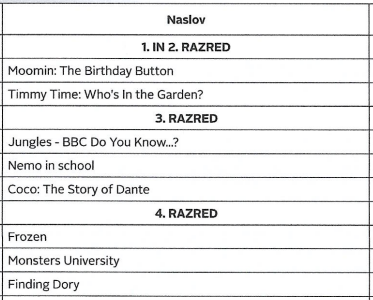 Naslov
1. IN 2. RAZRED
Moomin: The Birthday Button
Timmy Time: Who's In the Garden?
3. RAZRED
Jungles - BBC Do You Know...?
Nemo in school
Coco: The Story of Dante
4. RAZRED
Frozen
Monsters University
Finding Dory